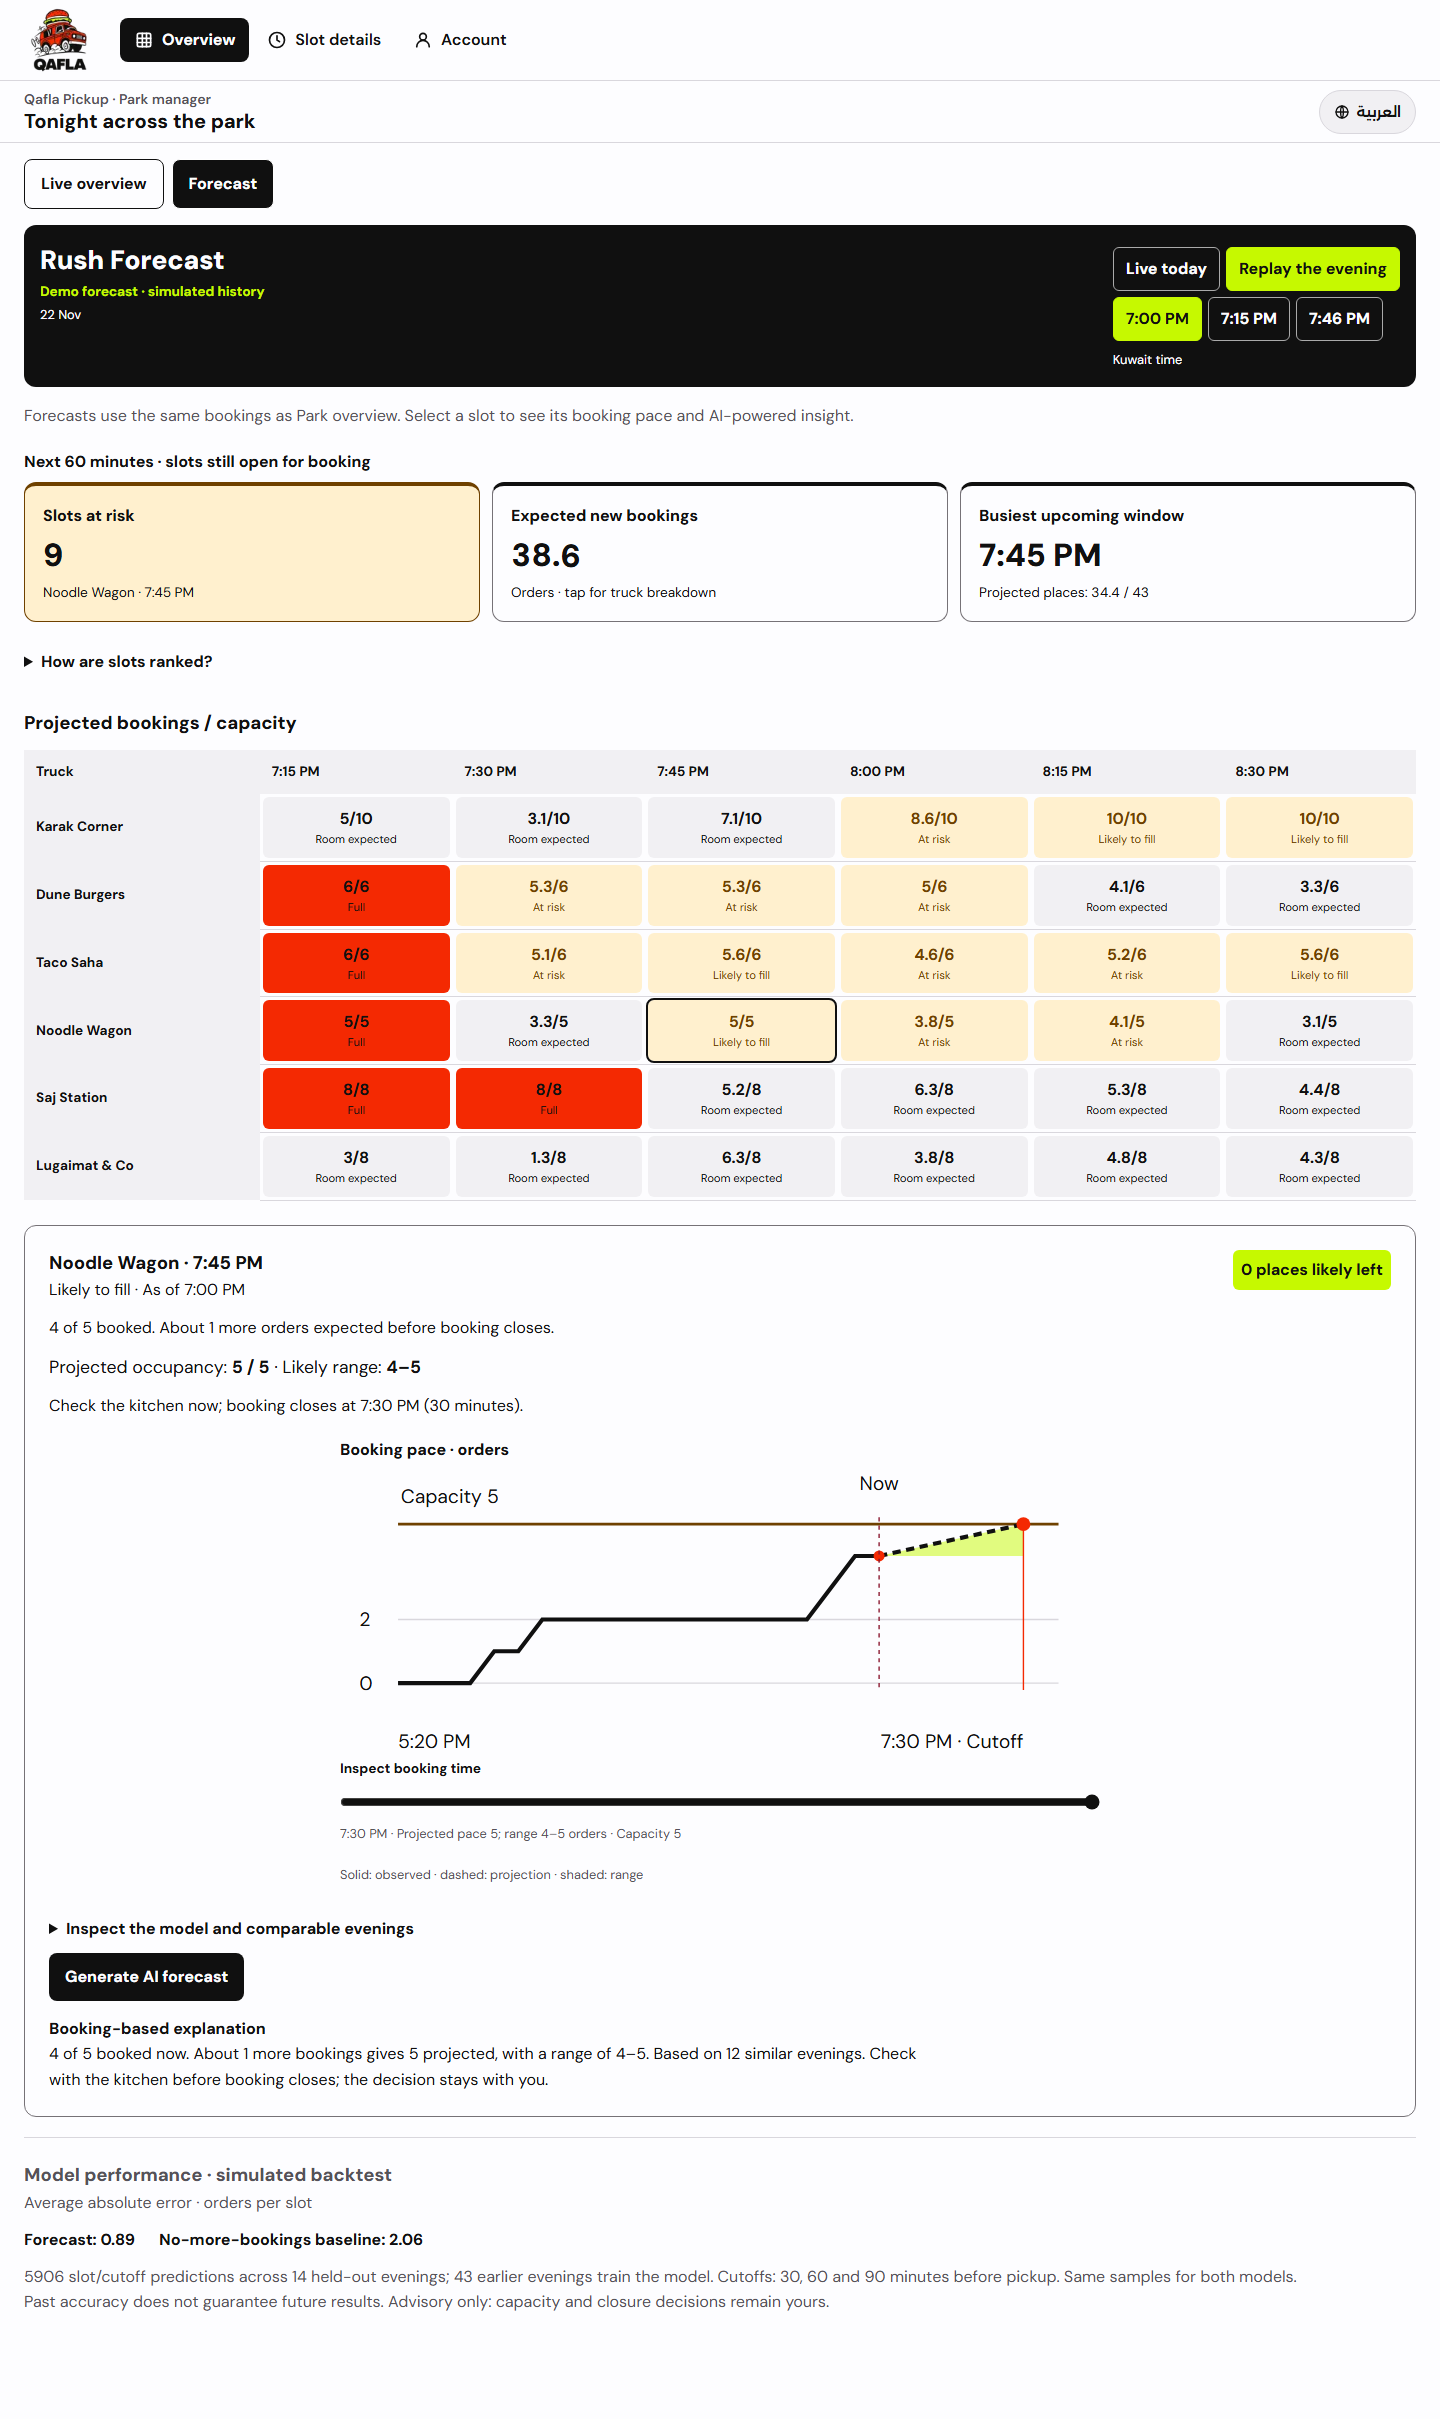 QAFLA
Overview
Slot details
Account
Qafla Pickup · Park manager
Tonight across the park
العربية
Live overview
Forecast
Rush Forecast
Demo forecast · simulated history
22 Nov
Live today
Replay the evening
7:00 PM
7:15 PM
7:46 PM
Kuwait time
Forecasts use the same bookings as Park overview. Select a slot to see its booking pace and AI-powered insight.
Next 60 minutes · slots still open for booking
Slots at risk
9
Noodle Wagon · 7:45 PM
Expected new bookings
38.6
Orders · tap for truck breakdown
Busiest upcoming window
7:45 PM
Projected places: 34.4 / 43
How are slots ranked?
Projected bookings / capacity
Truck 7:15 PM 7:30 PM 7:45 PM 8:00 PM 8:15 PM 8:30 PM
Karak Corner
5/10 3.1/10 7.1/10 8.6/10 10/10 10/10
Room expected Room expected Room expected At risk Likely to fill Likely to fill
Dune Burgers
6/6 5.3/6 5.3/6 5/6 4.1/6 3.3/6
Full At risk At risk At risk Room expected Room expected
Taco Saha
6/6 5.1/6 5.6/6 4.6/6 5.2/6 5.6/6
Full At risk Likely to fill At risk At risk Likely to fill
Noodle Wagon
5/5 3.3/5 5/5 3.8/5 4.1/5 3.1/5
Full Room expected Likely to fill At risk At risk Room expected
Saj Station
8/8 8/8 5.2/8 6.3/8 5.3/8 4.4/8
Full Full Room expected Room expected Room expected Room expected
Lugaimat & Co
3/8 1.3/8 6.3/8 3.8/8 4.8/8 4.3/8
Room expected Room expected Room expected Room expected Room expected Room expected
Noodle Wagon · 7:45 PM
0 places likely left
Likely to fill · As of 7:00 PM
4 of 5 booked. About 1 more orders expected before booking closes.
Projected occupancy: 5 / 5 · Likely range: 4–5
Check the kitchen now; booking closes at 7:30 PM (30 minutes).
Booking pace · orders
Now
Capacity 5
2
0
5:20 PM
7:30 PM · Cutoff
Inspect booking time
7:30 PM · Projected pace 5; range 4–5 orders · Capacity 5
Solid: observed · dashed: projection · shaded: range
Inspect the model and comparable evenings
Generate AI forecast
Booking-based explanation
4 of 5 booked now. About 1 more bookings gives 5 projected, with a range of 4–5. Based on 12 similar evenings. Check
with the kitchen before booking closes; the decision stays with you.
Model performance · simulated backtest
Average absolute error · orders per slot
Forecast: 0.89 No-more-bookings baseline: 2.06
5906 slot/cutoff predictions across 14 held-out evenings; 43 earlier evenings train the model. Cutoffs: 30, 60 and 90 minutes before pickup. Same samples for both models.
Past accuracy does not guarantee future results. Advisory only: capacity and closure decisions remain yours.